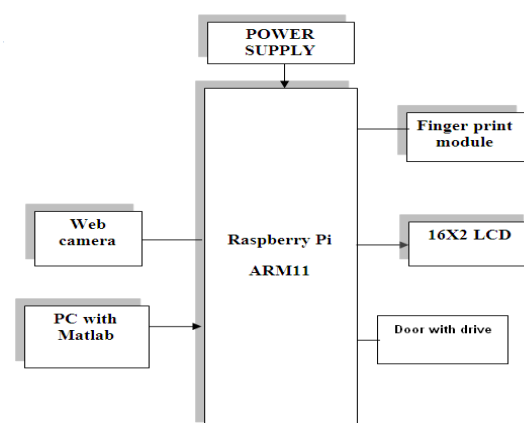 POWER
SUPPLY
Finger print
module
Web
camera
Raspberry Pi
ARM11
16X2 LCD
PC with
Matlab
Door with drive